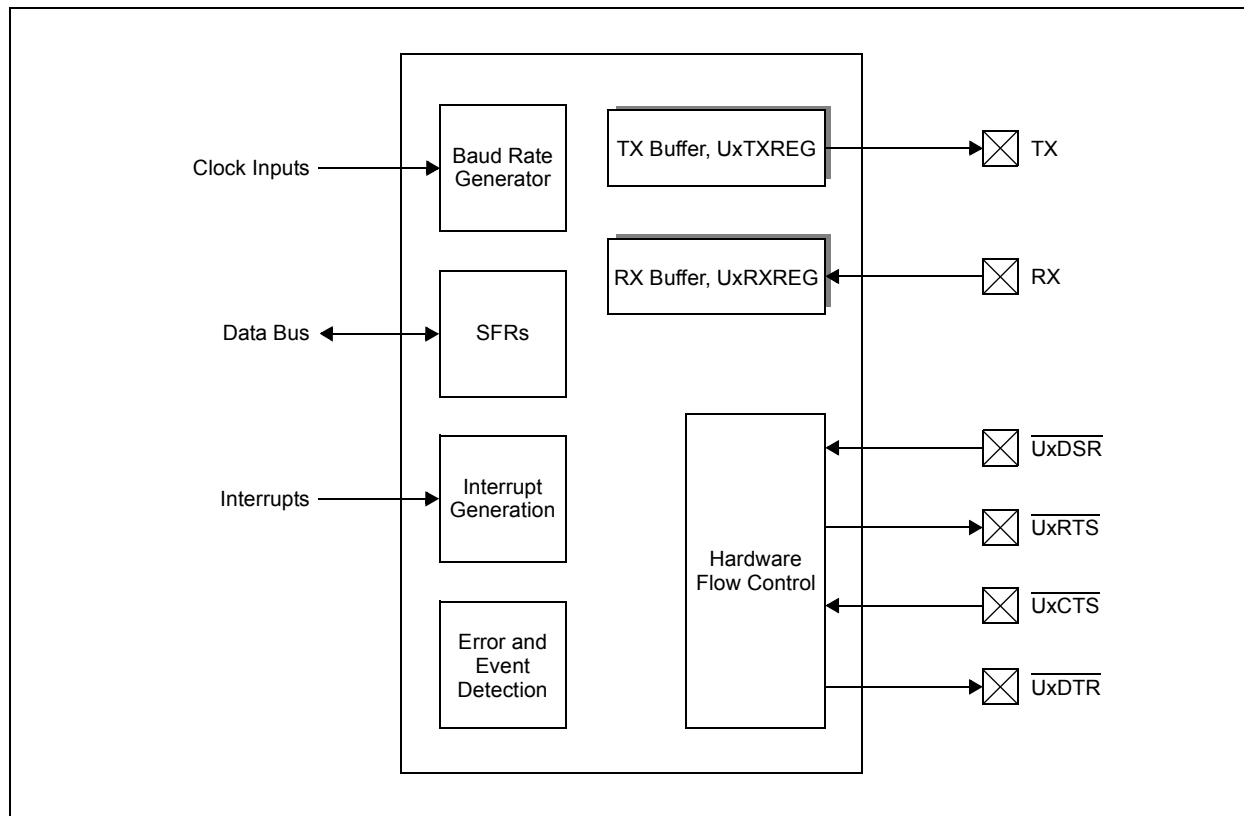 Clock Inputs
Baud Rate
Generator
TX Buffer, UxTXREG
TX
RX Buffer, UxRXREG
RX
Data Bus
SFRs
Interrupts
Interrupt
Generation
Error and
Event
Detection
Hardware
Flow Control
UxDSR
UxRTS
UxCTS
UxDTR